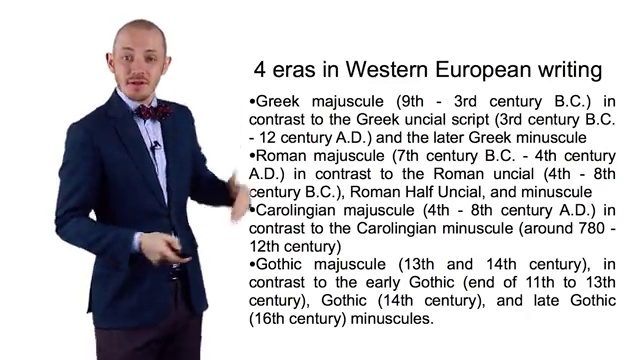 4 eras in Western European writing
•Greek majuscule (9th - 3rd century B.C.) in
contrast to the Greek uncial script (3rd century B.C.
- 12 century A.D.) and the later Greek minuscule
•Roman majuscule (7th century B.C. - 4th century
A.D.) in contrast to the Roman uncial (4th - 8th
century B.C.), Roman Half Uncial, and minuscule
•Carolingian majuscule (4th - 8th century A.D.) in
contrast to the Carolingian minuscule (around 780 -
12th century)
•Gothic majuscule (13th and 14th century), in
contrast to the early Gothic (end of 11th to 13th
century), Gothic (14th century), and late Gothic
(16th century) minuscules.